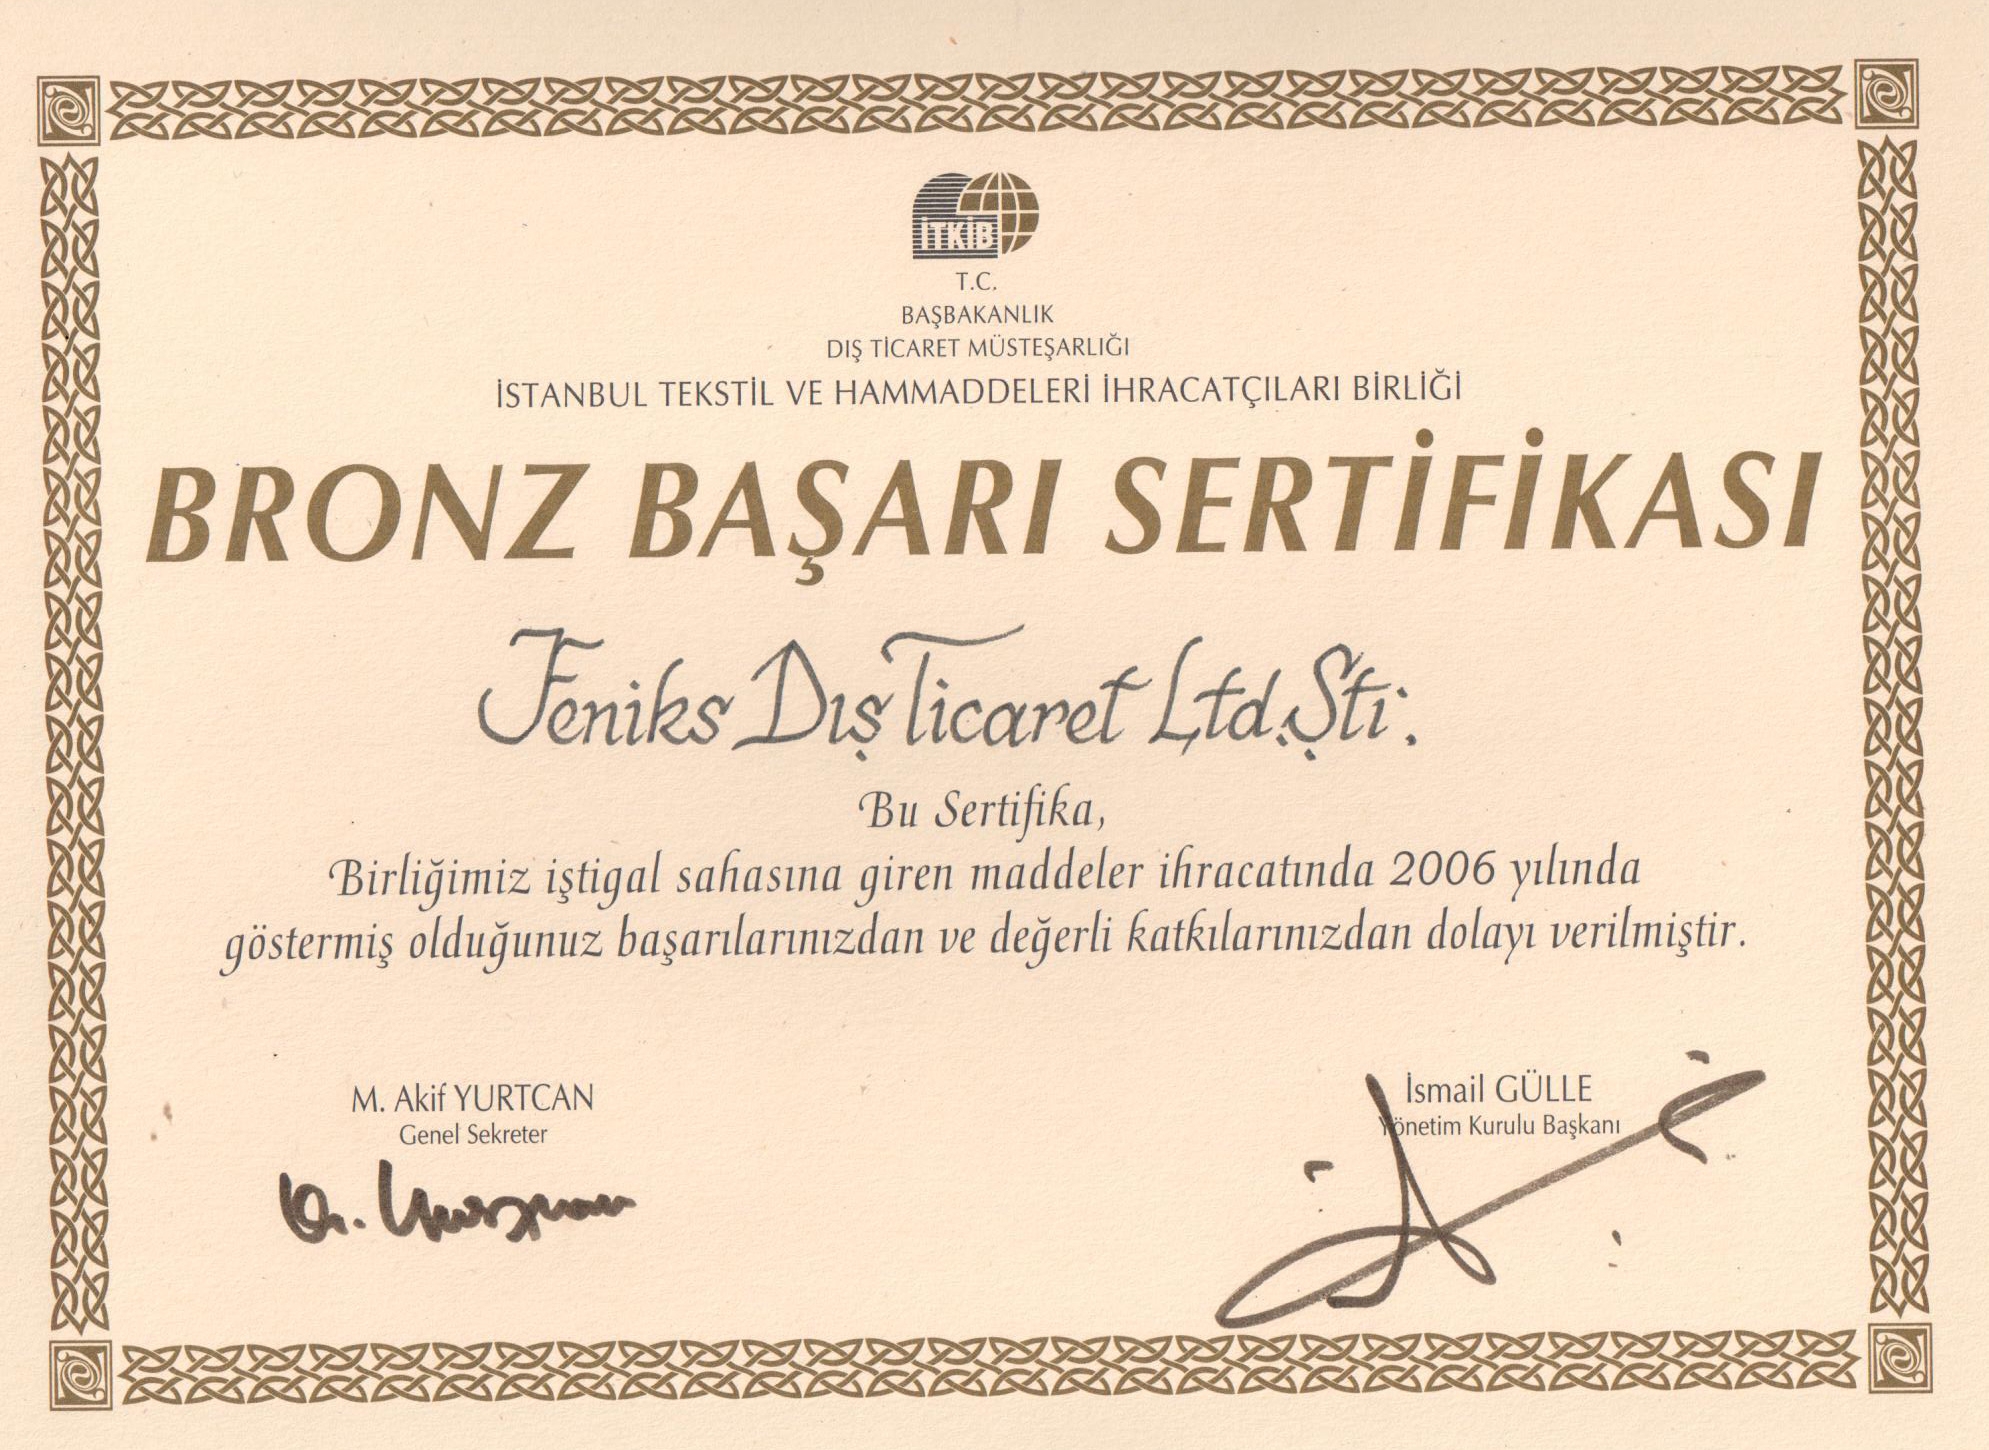 İTKİB
T.C.
BAŞBAKANLIK
DIŞ TİCARET MÜSTEŞARLIĞI
İSTANBUL TEKSTİL VE HAMMADDELERİ İHRACATÇILARI BİRLİĞİ
BRONZ BAŞARI SERTİFİKASI
Feniks Dış Ticaret Ltd.Şti.
Bu Sertifika,
Birliğimiz iştigal sahasına giren maddeler ihracatında 2006 yılında
göstermiş olduğunuz başarılarınızdan ve değerli katkılarınızdan dolayı verilmiştir.
M. Akif YURTCAN
Genel Sekreter
İsmail GÜLLE
Yönetim Kurulu Başkanı